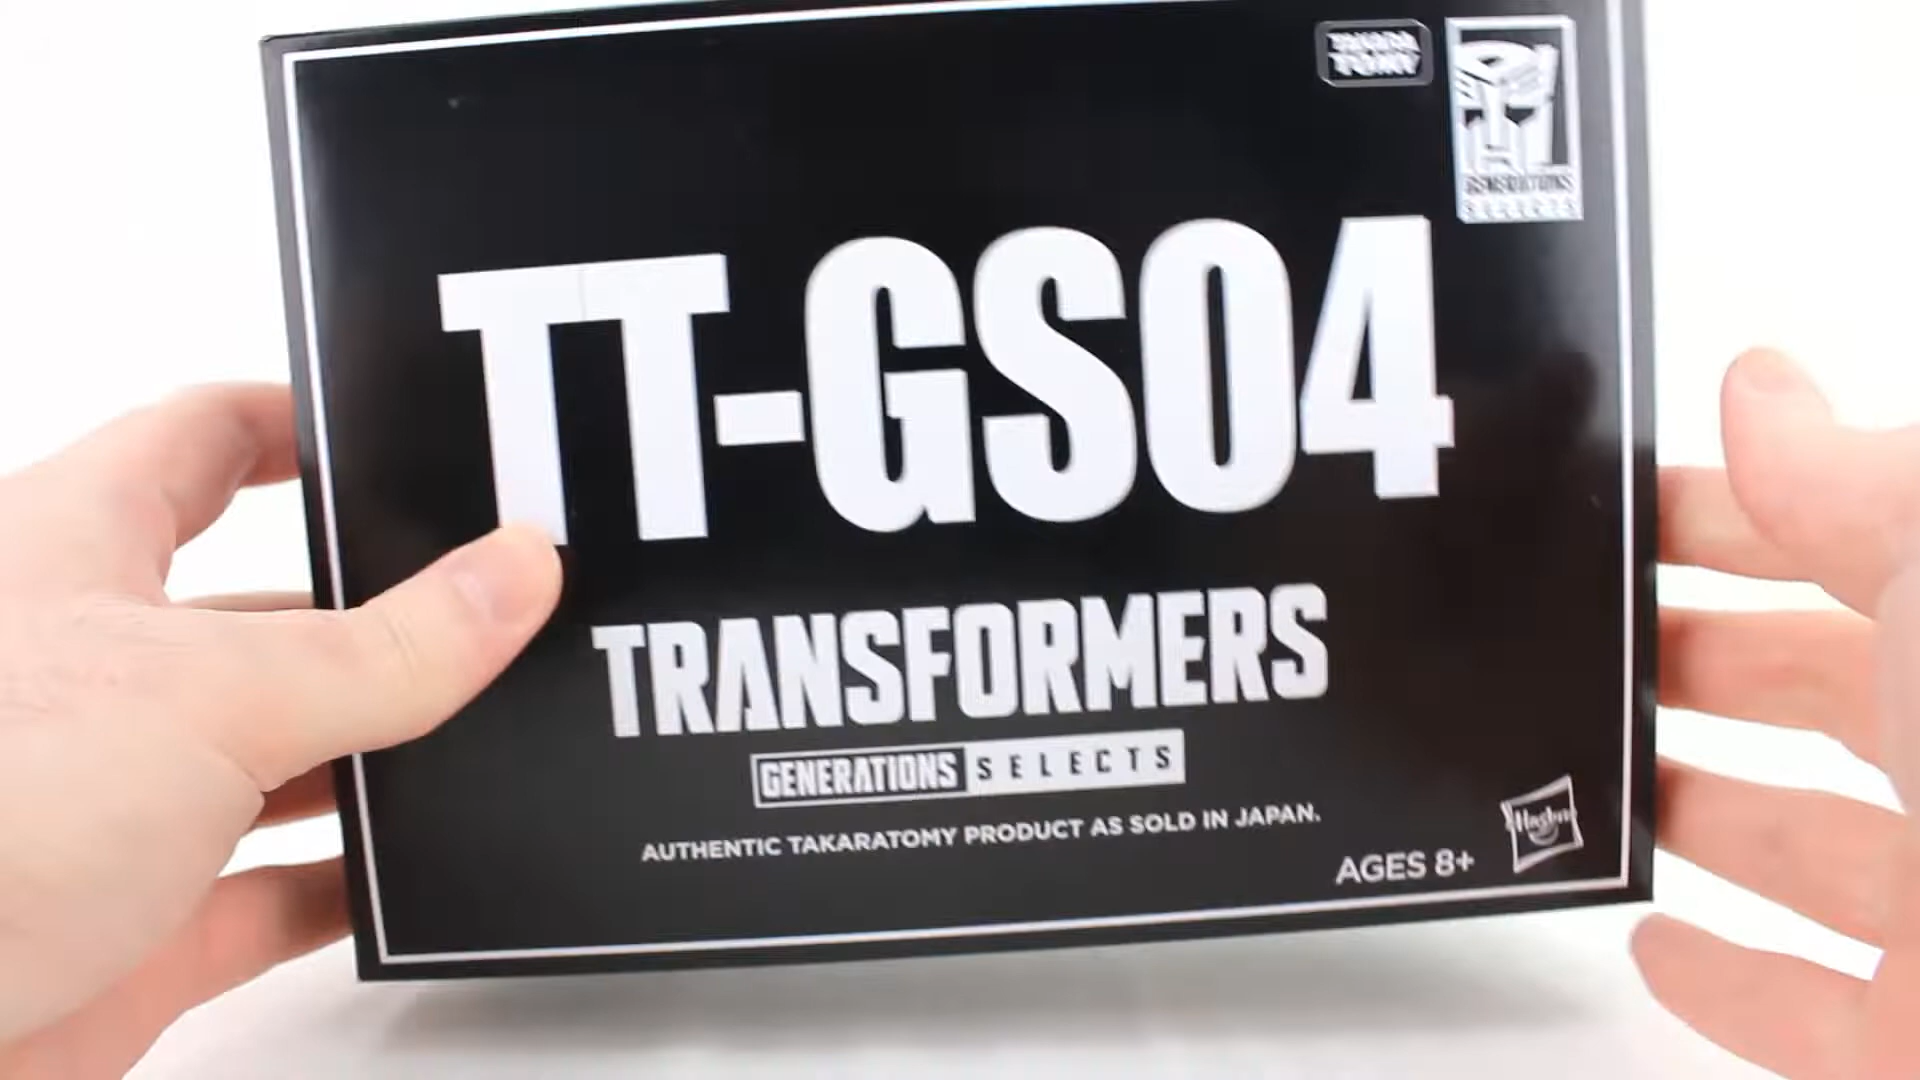 TAKARA
TOMY
GENERATIONS
SELECTS
TT-GS04
TRANSFORMERS
GENERATIONS SELECTS
AUTHENTIC TAKARATOMY PRODUCT AS SOLD IN JAPAN.
AGES 8+
Hasbro